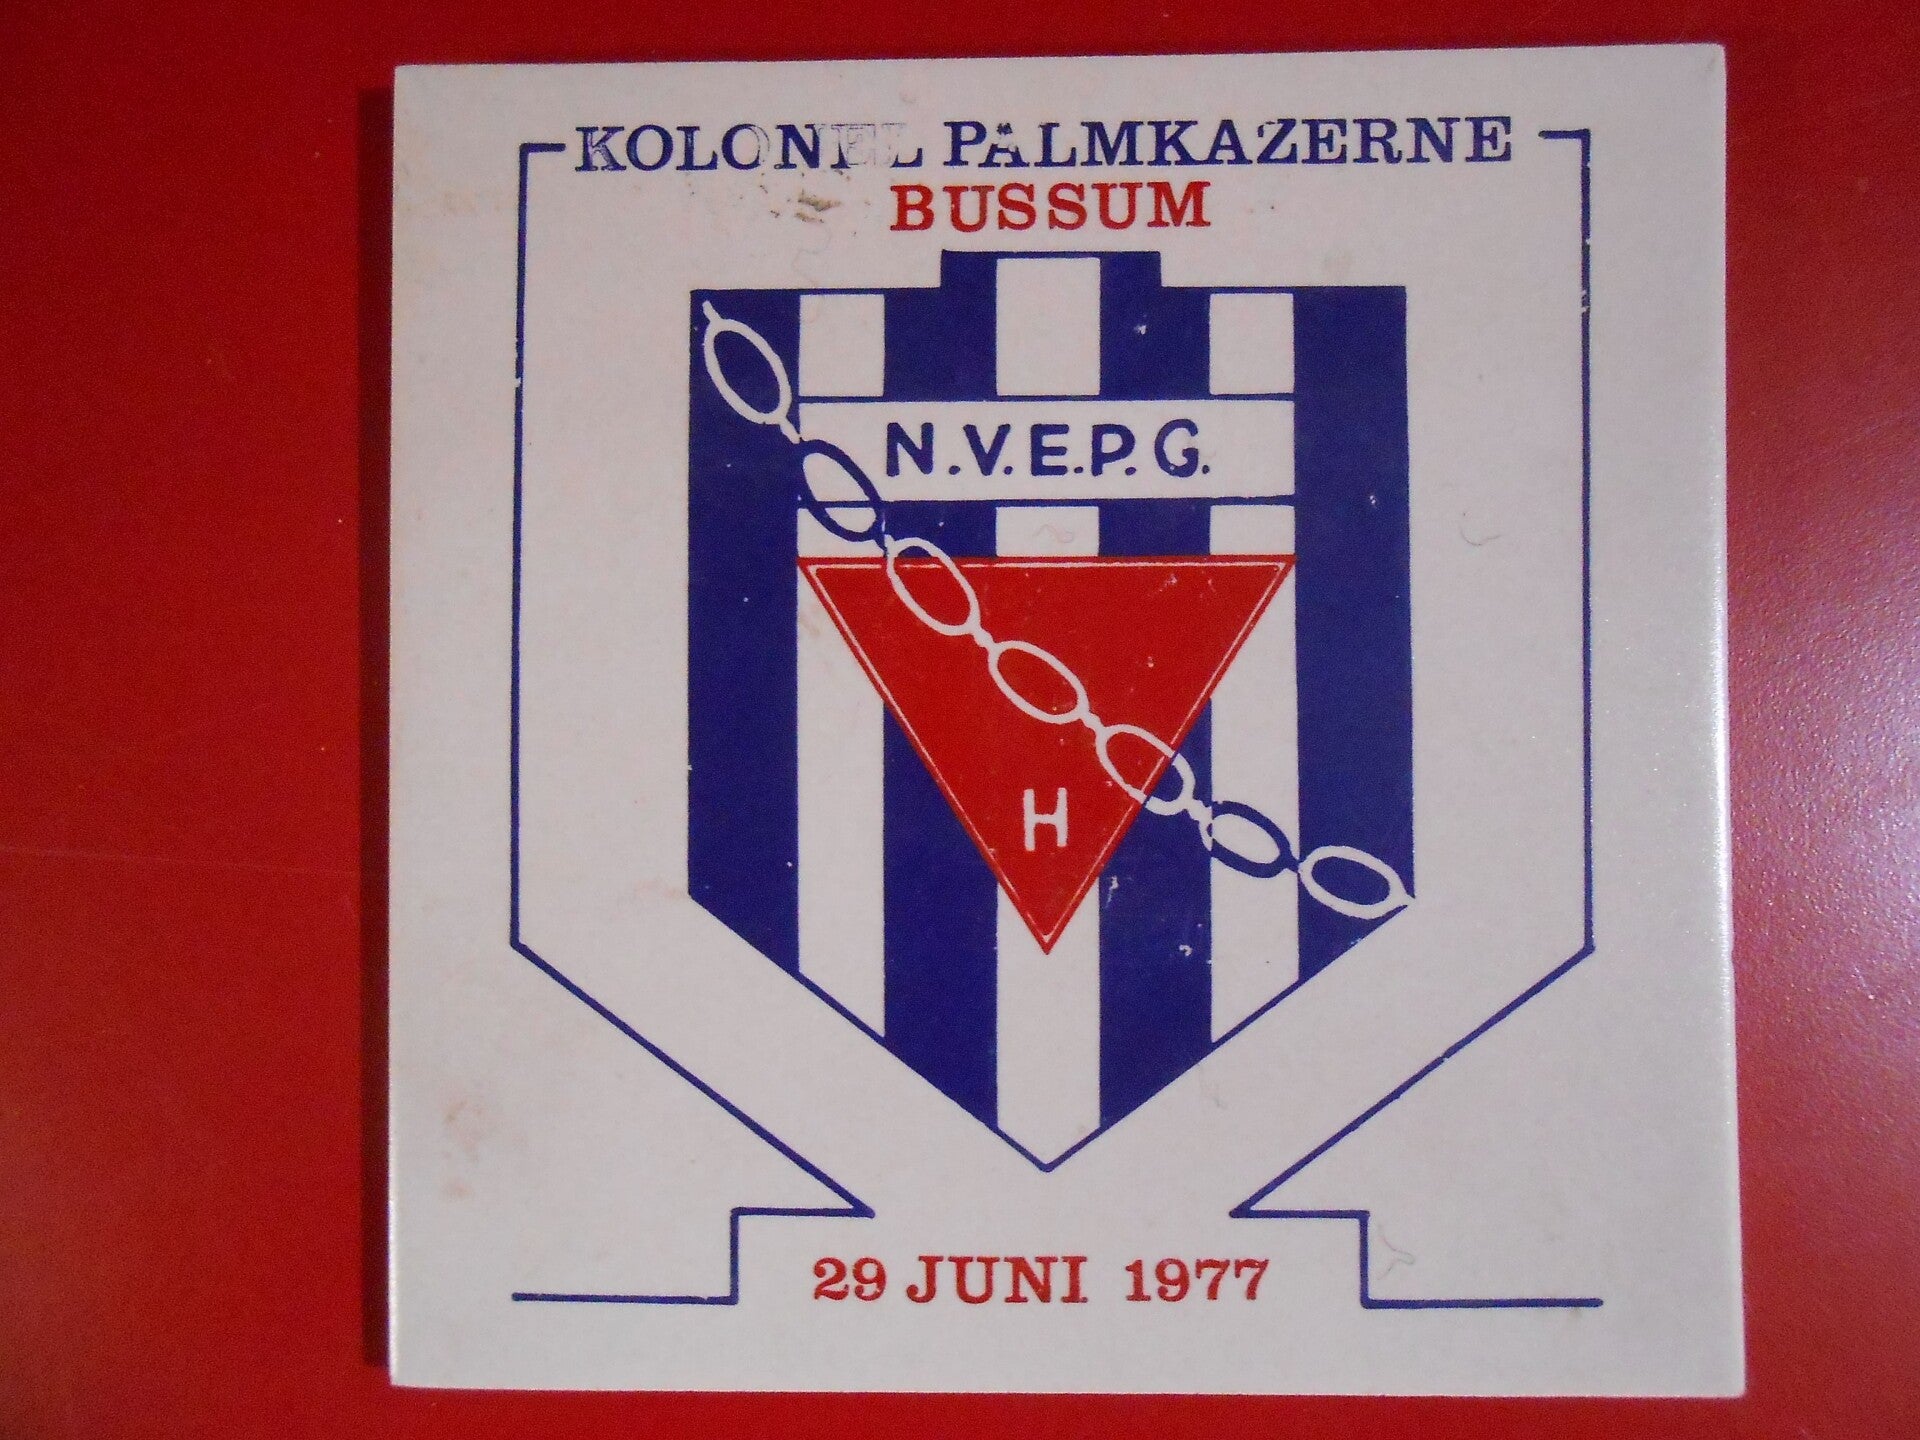 KOLONEL PALMKAZERNE
BUSSUM
N.V.E.P.G.
H
29 JUNI 1977